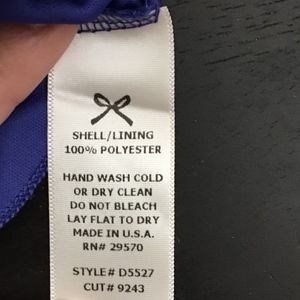 SHELL/LINING
100% POLYESTER
HAND WASH COLD
OR DRY CLEAN
DO NOT BLEACH
LAY FLAT TO DRY
MADE IN U.S.A.
RN# 29570
STYLE# D5527
CUT# 9243